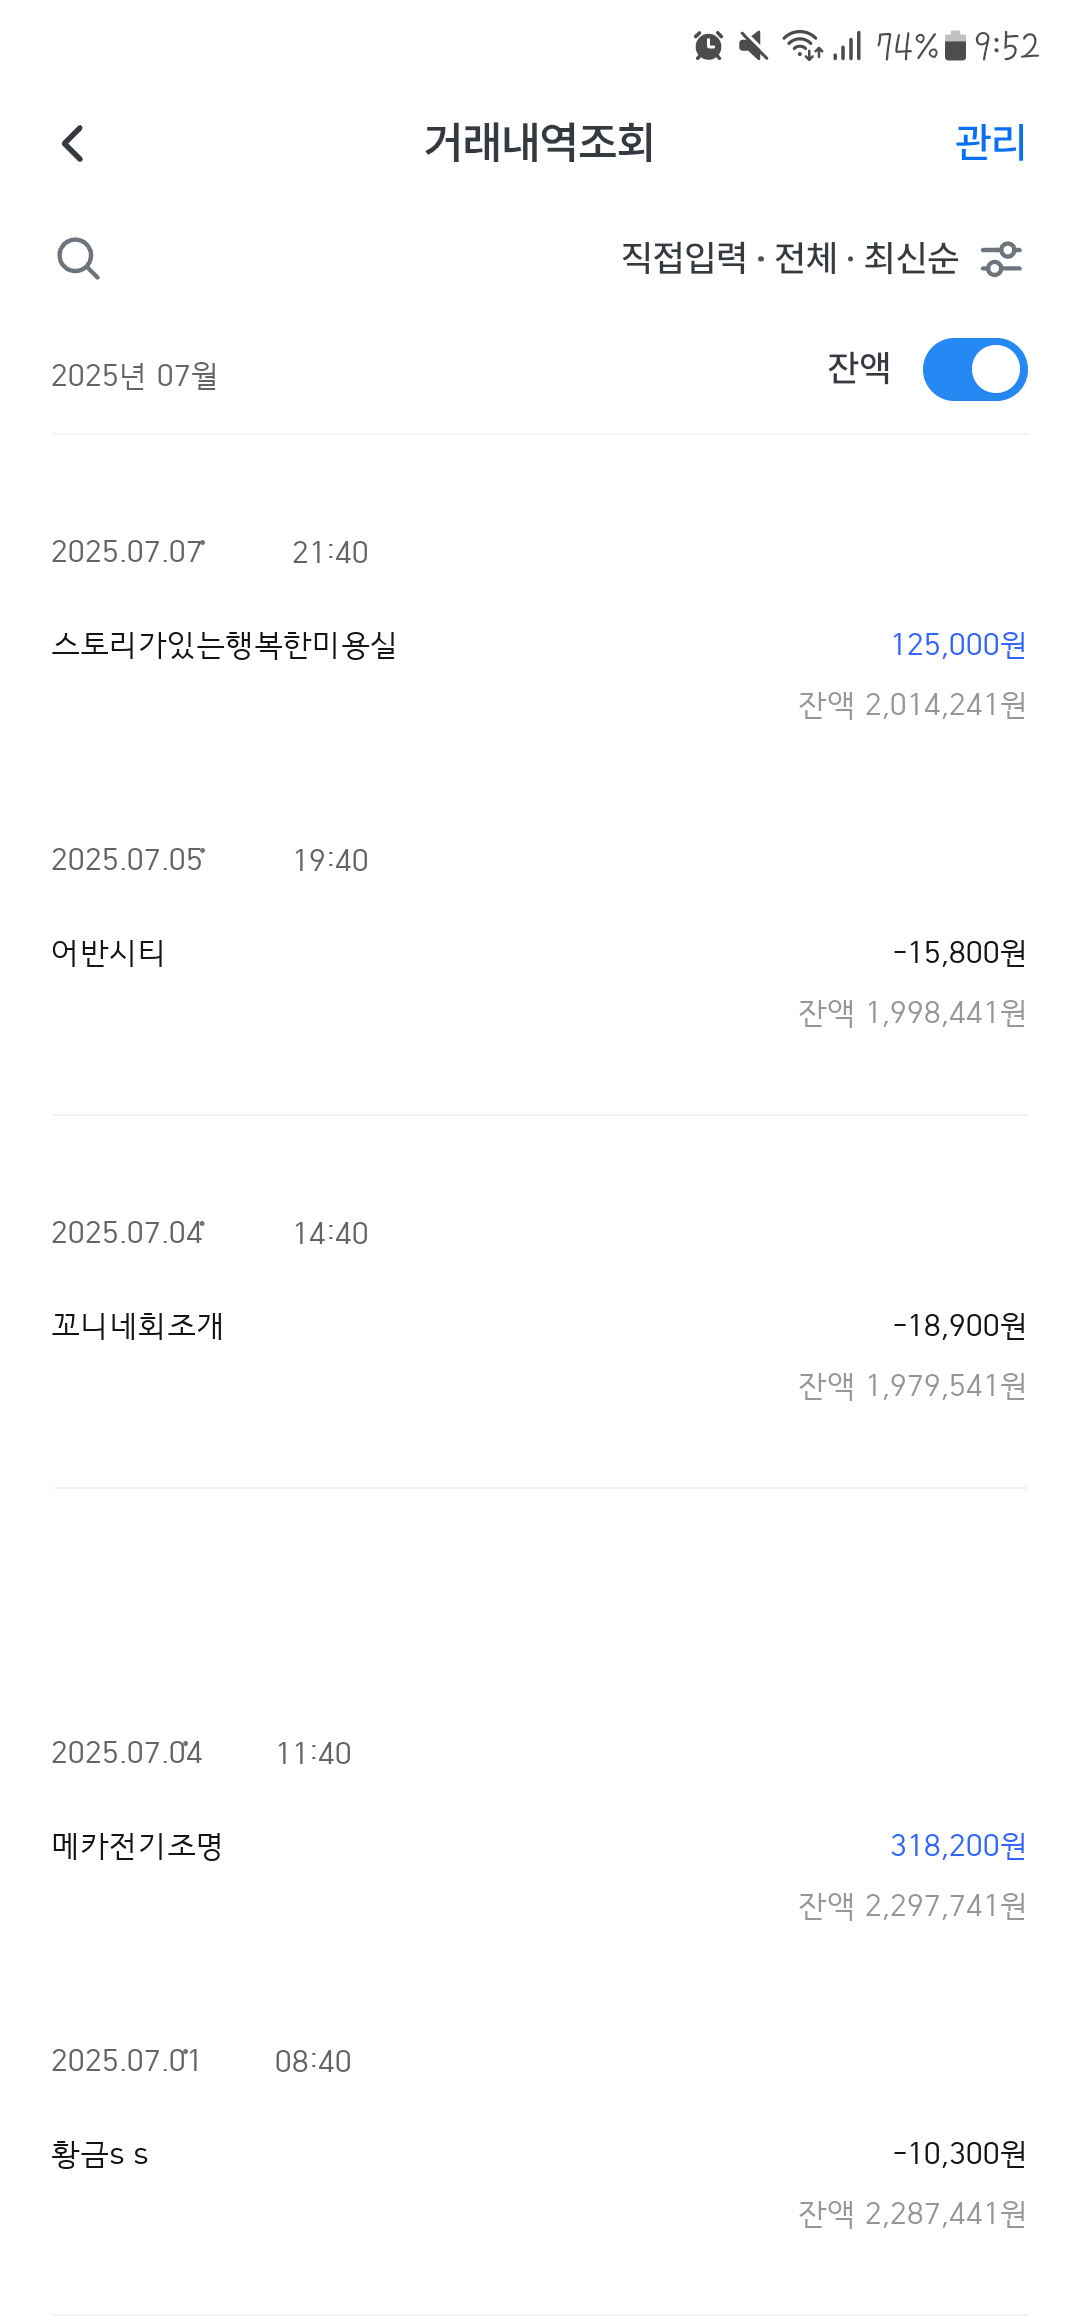 74% 9:52
거래내역조회 관리
직접입력 · 전체 · 최신순
2025년 07월 잔액
2025.07.07 21:40
스토리가있는행복한미용실 125,000원
잔액 2,014,241원
2025.07.05 19:40
어반시티 -15,800원
잔액 1,998,441원
2025.07.04 14:40
꼬니네회조개 -18,900원
잔액 1,979,541원
2025.07.04 11:40
메카전기조명 318,200원
잔액 2,297,741원
2025.07.01 08:40
황금s s -10,300원
잔액 2,287,441원